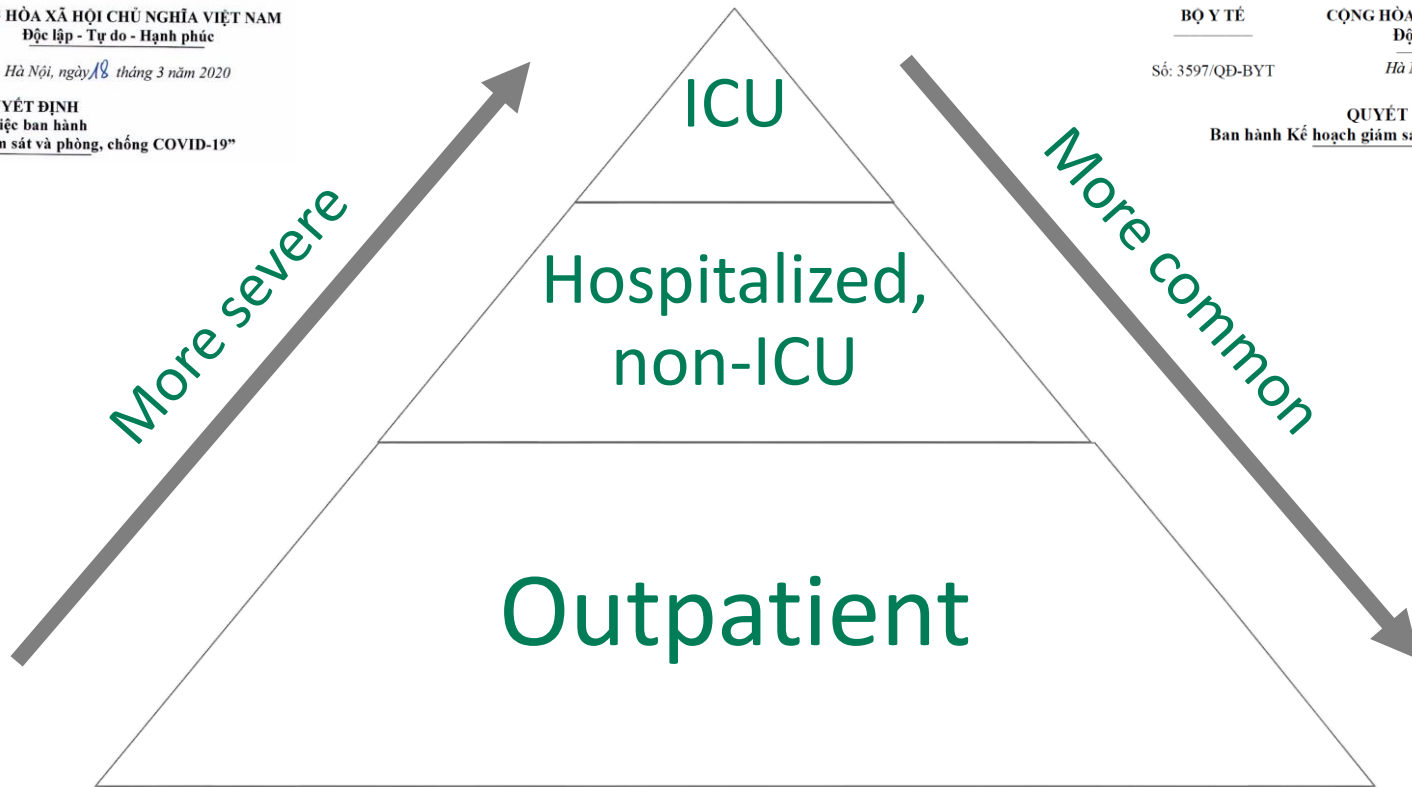 HÒA XÃ HỘI CHỦ NGHĨA VIỆT NAM
Độc lập - Tự do - Hạnh phúc
Hà Nội, ngày 18 tháng 3 năm 2020
YẾT ĐỊNH
iệc ban hành
n sát và phòng, chống COVID-19”
BỘ Y TẾ
CỘNG HÒA
Độ
Số: 3597/QĐ-BYT
Hà N
QUYẾT
Ban hành Kế hoạch giám sá
More severe
More common
ICU
Hospitalized,
non-ICU
Outpatient